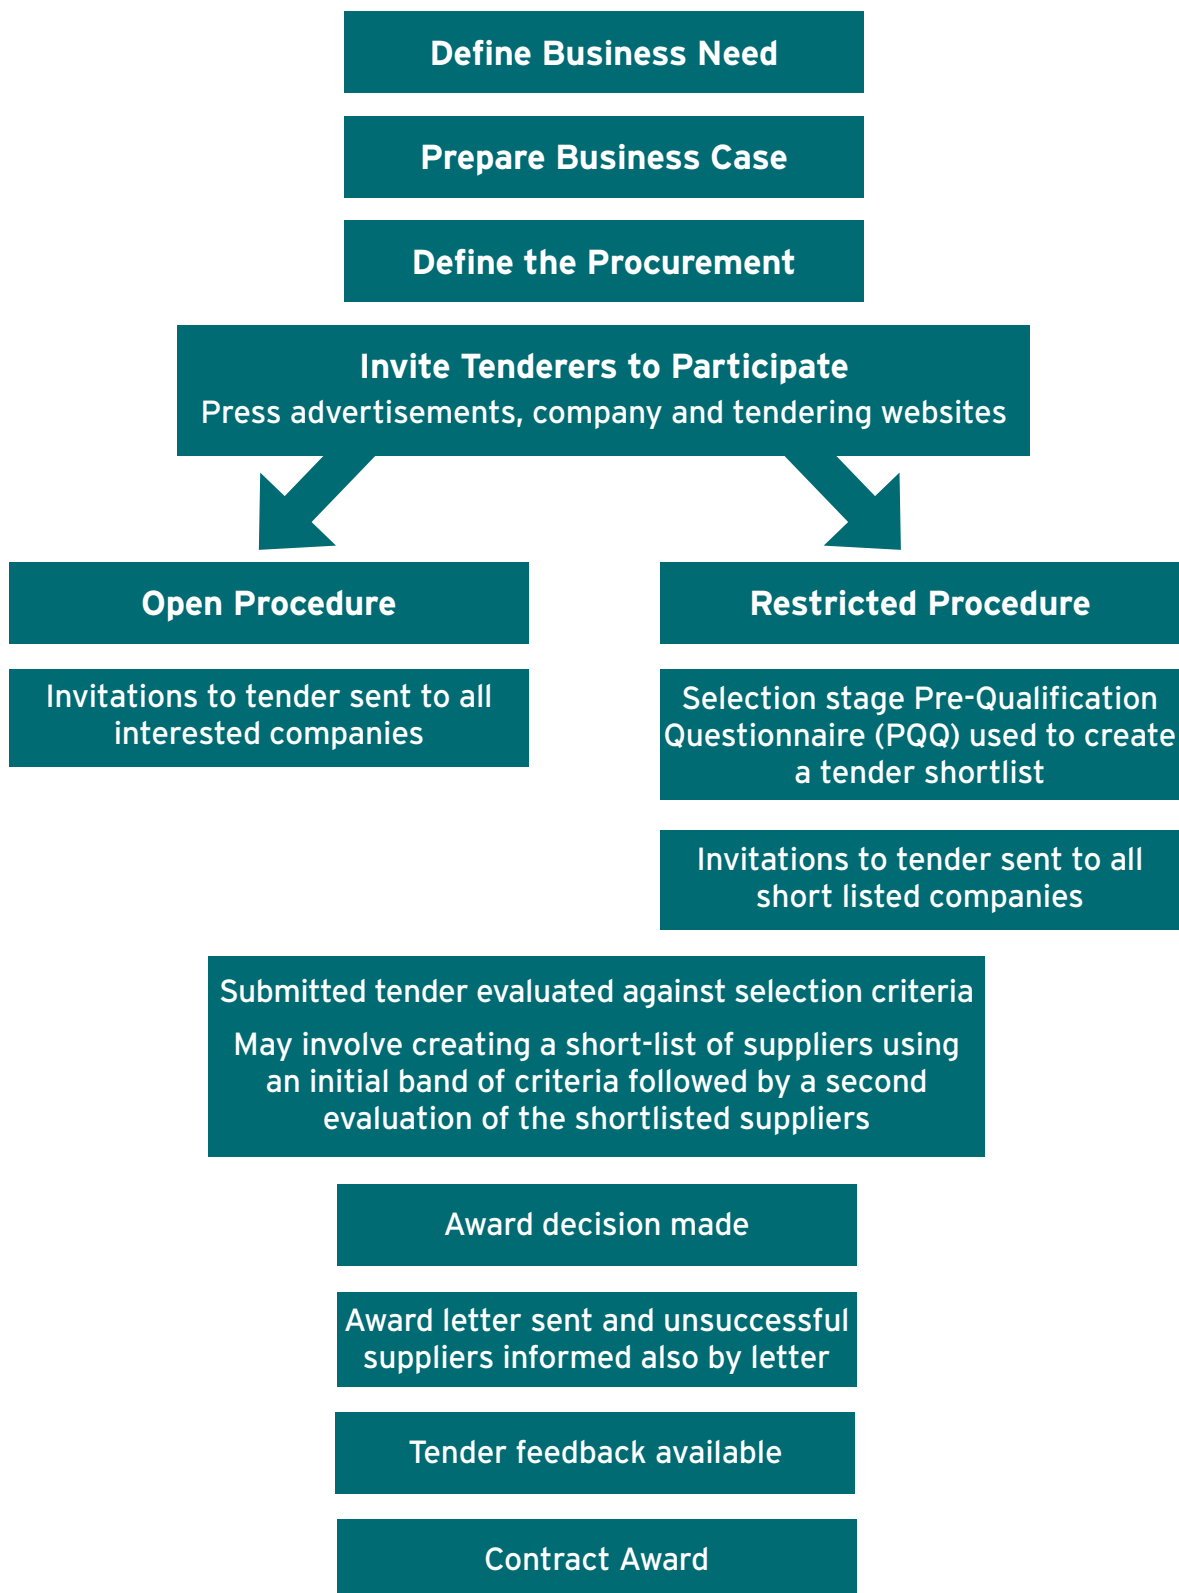 Define Business Need
Prepare Business Case
Define the Procurement
Invite Tenderers to Participate
Press advertisements, company and tendering websites
Open Procedure
Invitations to tender sent to all
interested companies
Restricted Procedure
Selection stage Pre-Qualification
Questionnaire (PQQ) used to create
a tender shortlist
Invitations to tender sent to all
short listed companies
Submitted tender evaluated against selection criteria
May involve creating a short-list of suppliers using
an initial band of criteria followed by a second
evaluation of the shortlisted suppliers
Award decision made
Award letter sent and unsuccessful
suppliers informed also by letter
Tender feedback available
Contract Award